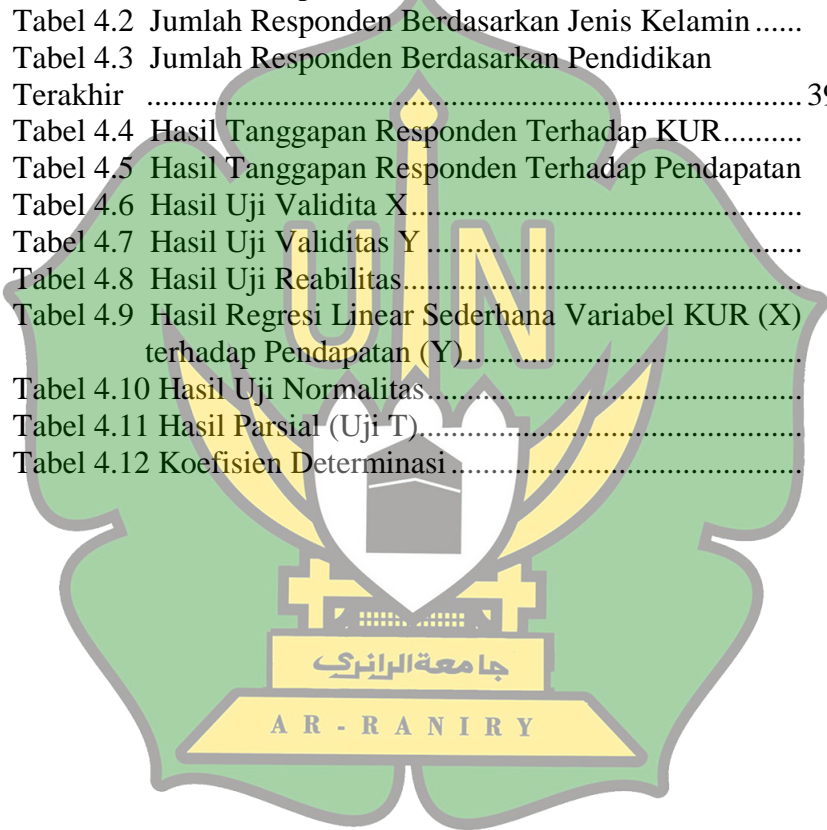 Tabel 4.2 Jumlah Responden Berdasarkan Jenis Kelamin ......
Tabel 4.3 Jumlah Responden Berdasarkan Pendidikan
Terakhir ................................................................................. 39
Tabel 4.4 Hasil Tanggapan Responden Terhadap KUR..........
Tabel 4.5 Hasil Tanggapan Responden Terhadap Pendapatan
Tabel 4.6 Hasil Uji Validita X.................................................
Tabel 4.7 Hasil Uji Validitas Y ...............................................
Tabel 4.8 Hasil Uji Reabilitas..................................................
Tabel 4.9 Hasil Regresi Linear Sederhana Variabel KUR (X)
terhadap Pendapatan (Y)..........................................
Tabel 4.10 Hasil Uji Normalitas...............................................
Tabel 4.11 Hasil Parsial (Uji T)................................................
Tabel 4.12 Koefisien Determinasi............................................
UIN
جامعةالرانري
AR-RANIRY